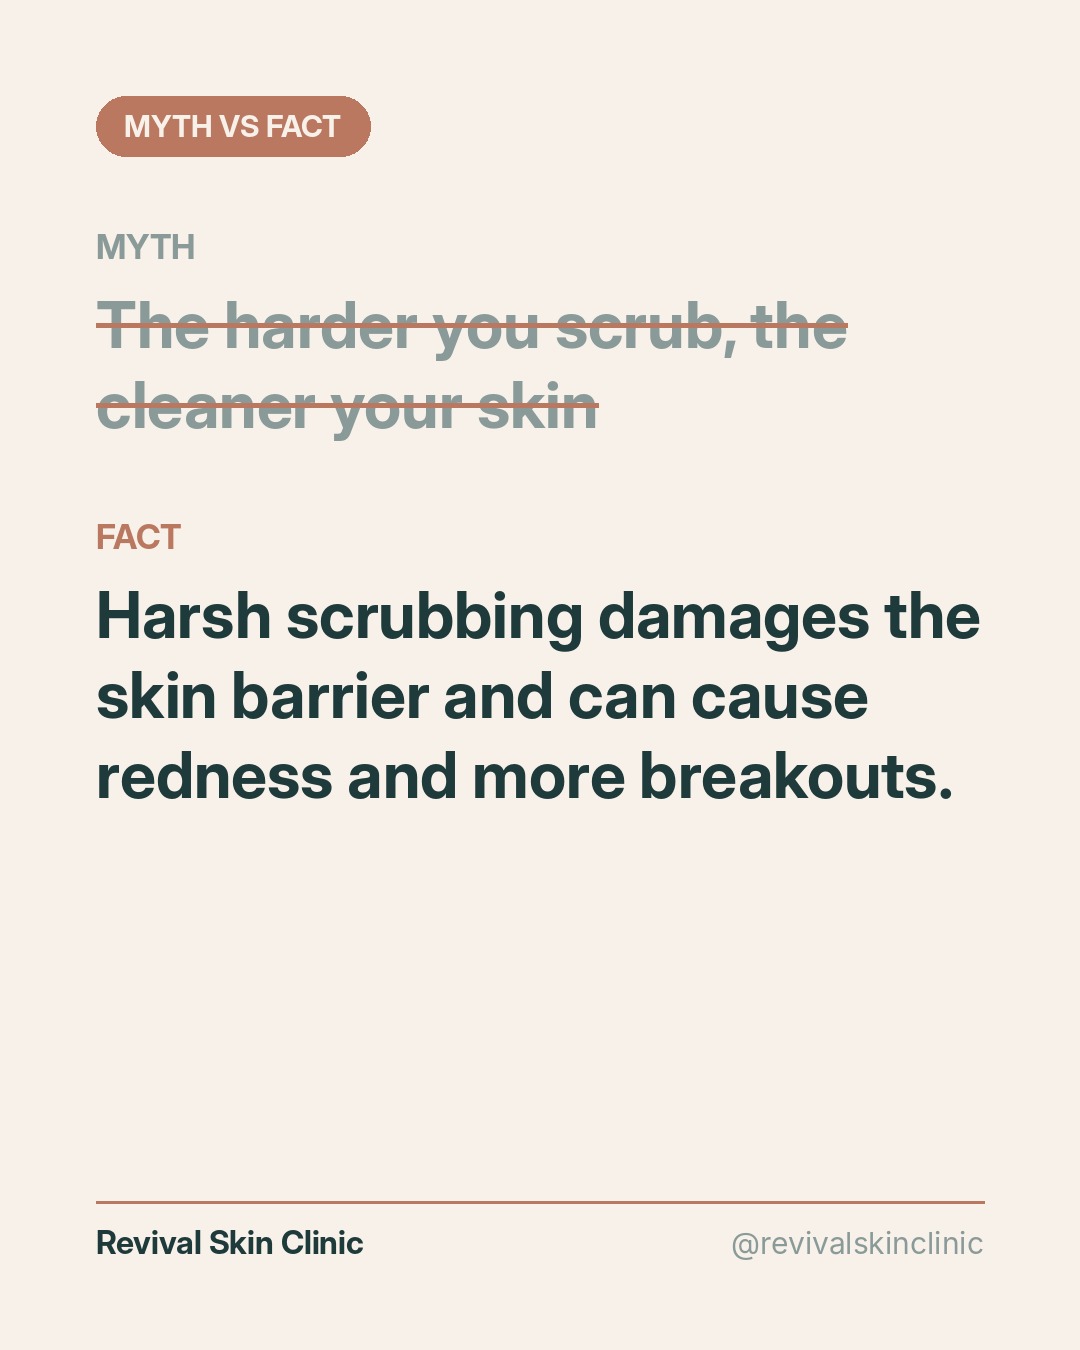 MYTH VS FACT
MYTH
The harder you scrub, the
cleaner your skin
FACT
Harsh scrubbing damages the
skin barrier and can cause
redness and more breakouts.
Revival Skin Clinic
@revivalskinclinic